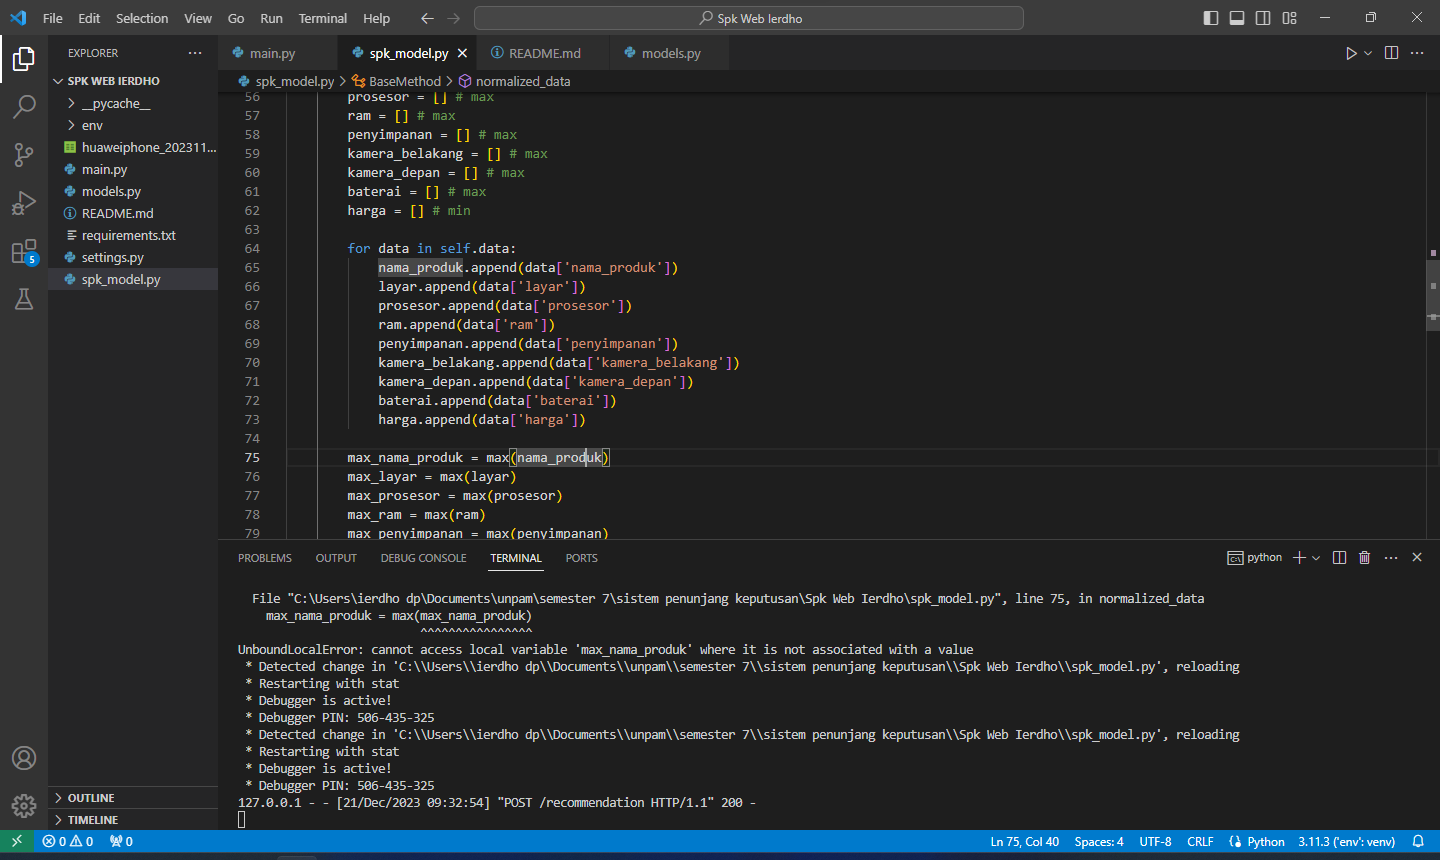 File Edit Selection View Go Run Terminal Help
Spk Web Ierdho
EXPLORER
SPK WEB IERDHO
__pycache__
env
huaweiphone_202311...
main.py
models.py
README.md
requirements.txt
settings.py
spk_model.py
5
OUTLINE
TIMELINE
main.py spk_model.py README.md models.py
spk_model.py > BaseMethod > normalized_data
56 prosesor = [] # max
57 ram = [] # max
58 penyimpanan = [] # max
59 kamera_belakang = [] # max
60 kamera_depan = [] # max
61 baterai = [] # max
62 harga = [] # min
63
64 for data in self.data:
65 nama_produk.append(data['nama_produk'])
66 layar.append(data['layar'])
67 prosesor.append(data['prosesor'])
68 ram.append(data['ram'])
69 penyimpanan.append(data['penyimpanan'])
70 kamera_belakang.append(data['kamera_belakang'])
71 kamera_depan.append(data['kamera_depan'])
72 baterai.append(data['baterai'])
73 harga.append(data['harga'])
74
75 max_nama_produk = max(nama_produk)
76 max_layar = max(layar)
77 max_prosesor = max(prosesor)
78 max_ram = max(ram)
79 max_penyimpanan = max(penyimpanan)
PROBLEMS OUTPUT DEBUG CONSOLE TERMINAL PORTS
python
File "C:\Users\ierdho dp\Documents\unpam\semester 7\sistem penunjang keputusan\Spk Web Ierdho\spk_model.py", line 75, in normalized_data
max_nama_produk = max(max_nama_produk)
^^^^^^^^^^^^^^^^
UnboundLocalError: cannot access local variable 'max_nama_produk' where it is not associated with a value
* Detected change in 'C:\\Users\\ierdho dp\\Documents\\unpam\\semester 7\\sistem penunjang keputusan\\Spk Web Ierdho\\spk_model.py', reloading
* Restarting with stat
* Debugger is active!
* Debugger PIN: 506-435-325
* Detected change in 'C:\\Users\\ierdho dp\\Documents\\unpam\\semester 7\\sistem penunjang keputusan\\Spk Web Ierdho\\spk_model.py', reloading
* Restarting with stat
* Debugger is active!
* Debugger PIN: 506-435-325
127.0.0.1 - - [21/Dec/2023 09:32:54] "POST /recommendation HTTP/1.1" 200 -
0 0 0 Ln 75, Col 40 Spaces: 4 UTF-8 CRLF Python 3.11.3 ('env': venv)